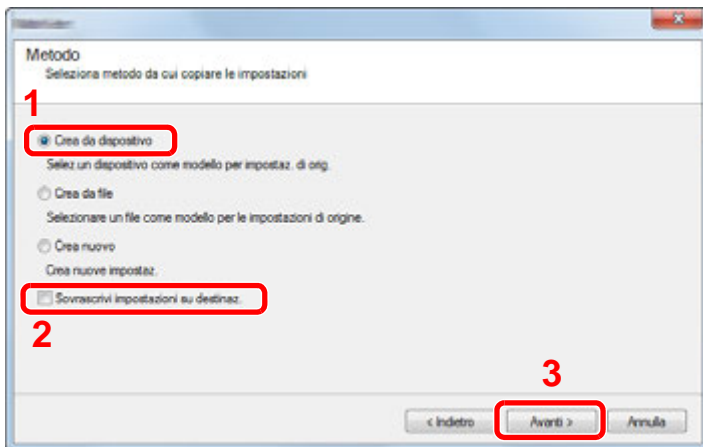 Metodo
Seleziona metodo da cui copiare le impostazioni
1
Crea da dispositivo
Selez un dispositivo come modello per impostaz. di orig.
Crea da file
Selezionare un file come modello per le impostazioni di origine.
Crea nuovo
Crea nuove impostaz.
Sovrascrivi impostazioni su destinaz.
2
3
< Indietro
Avanti >
Annulla